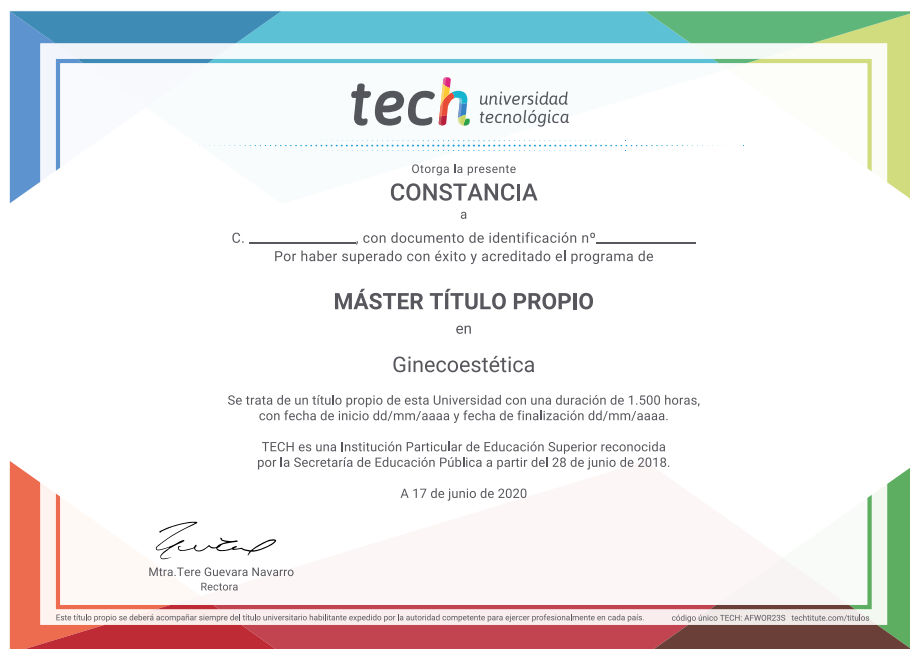 tech universidad
tecnológica
Otorga la presente
CONSTANCIA
a
C. ____________, con documento de identificación nº____________
Por haber superado con éxito y acreditado el programa de
MÁSTER TÍTULO PROPIO
en
Ginecoestética
Se trata de un título propio de esta Universidad con una duración de 1.500 horas,
con fecha de inicio dd/mm/aaaa y fecha de finalización dd/mm/aaaa.
TECH es una Institución Particular de Educación Superior reconocida
por la Secretaría de Educación Pública a partir del 28 de junio de 2018.
A 17 de junio de 2020
Mtra.Tere Guevara Navarro
Rectora
Este título propio se deberá acompañar siempre del título universitario habilitante expedido por la autoridad competente para ejercer profesionalmente en cada país. código único TECH: AFWOR23S techtitute.com/titulos